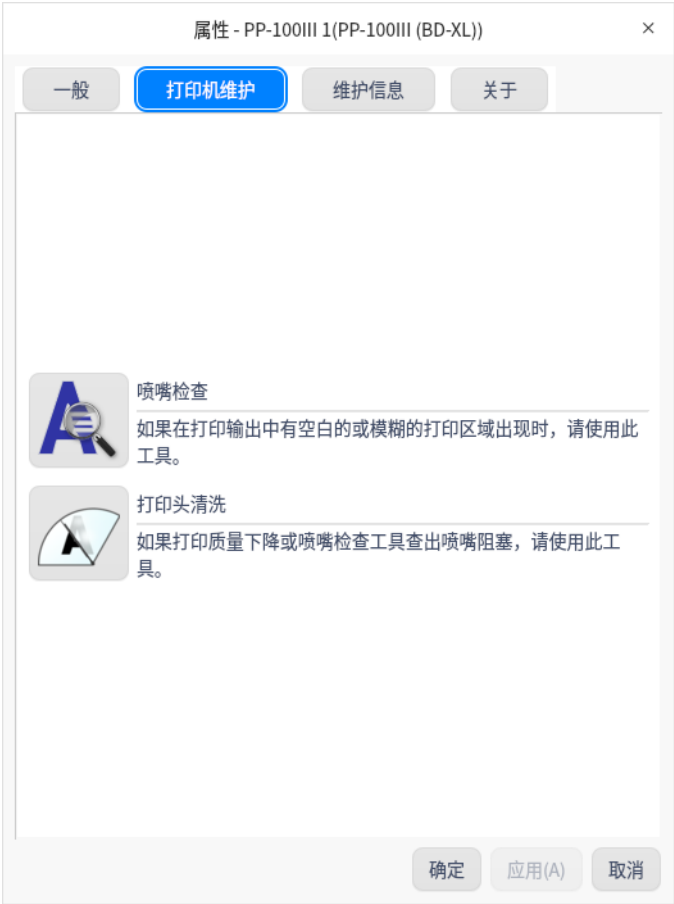 属性 - PP-100III 1(PP-100III (BD-XL))
一般
打印机维护
维护信息
关于
喷嘴检查
如果在打印输出中有空白的或模糊的打印区域出现时，请使用此
工具。
打印头清洗
如果打印质量下降或喷嘴检查工具查出喷嘴阻塞，请使用此工
具。
确定
应用(A)
取消